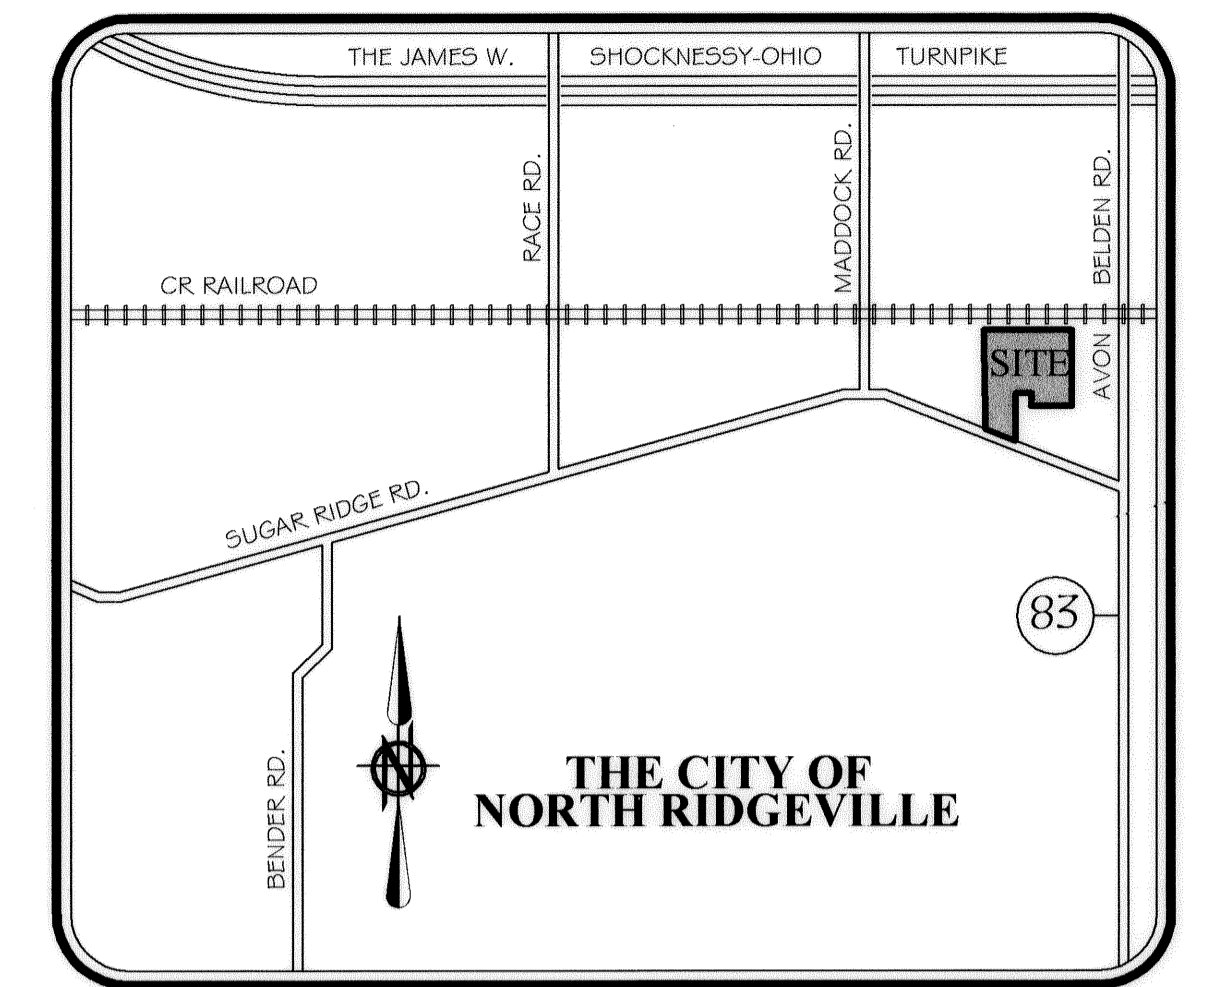 THE JAMES W. SHOCKNESSY-OHIO TURNPIKE
RACE RD.
MADDOCK RD.
AVON BELDEN RD.
CR RAILROAD
SITE
SUGAR RIDGE RD.
83
N
THE CITY OF
NORTH RIDGEVILLE
BENDER RD.